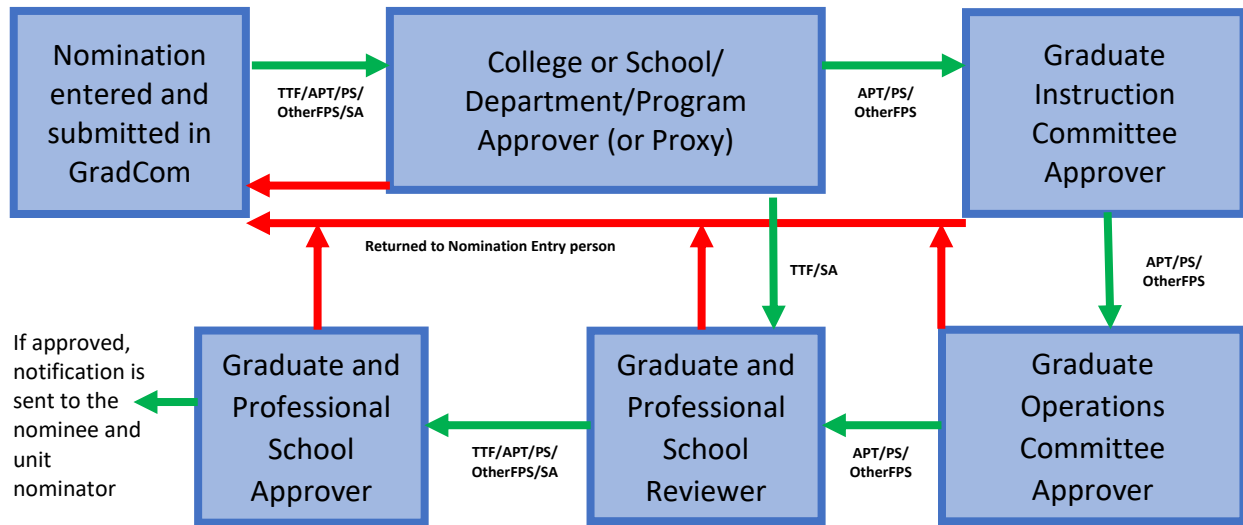 Nomination
entered and
submitted in
GradCom
TTF/APT/PS/
OtherFPS/SA
College or School/
Department/Program
Approver (or Proxy)
APT/PS/
OtherFPS
Graduate
Instruction
Committee
Approver
Returned to Nomination Entry person
TTF/SA
APT/PS/
OtherFPS
If approved,
notification is
sent to the
nominee and
unit
nominator
Graduate and
Professional
School
Approver
TTF/APT/PS/
OtherFPS/SA
Graduate and
Professional
School
Reviewer
APT/PS/
OtherFPS
Graduate
Operations
Committee
Approver